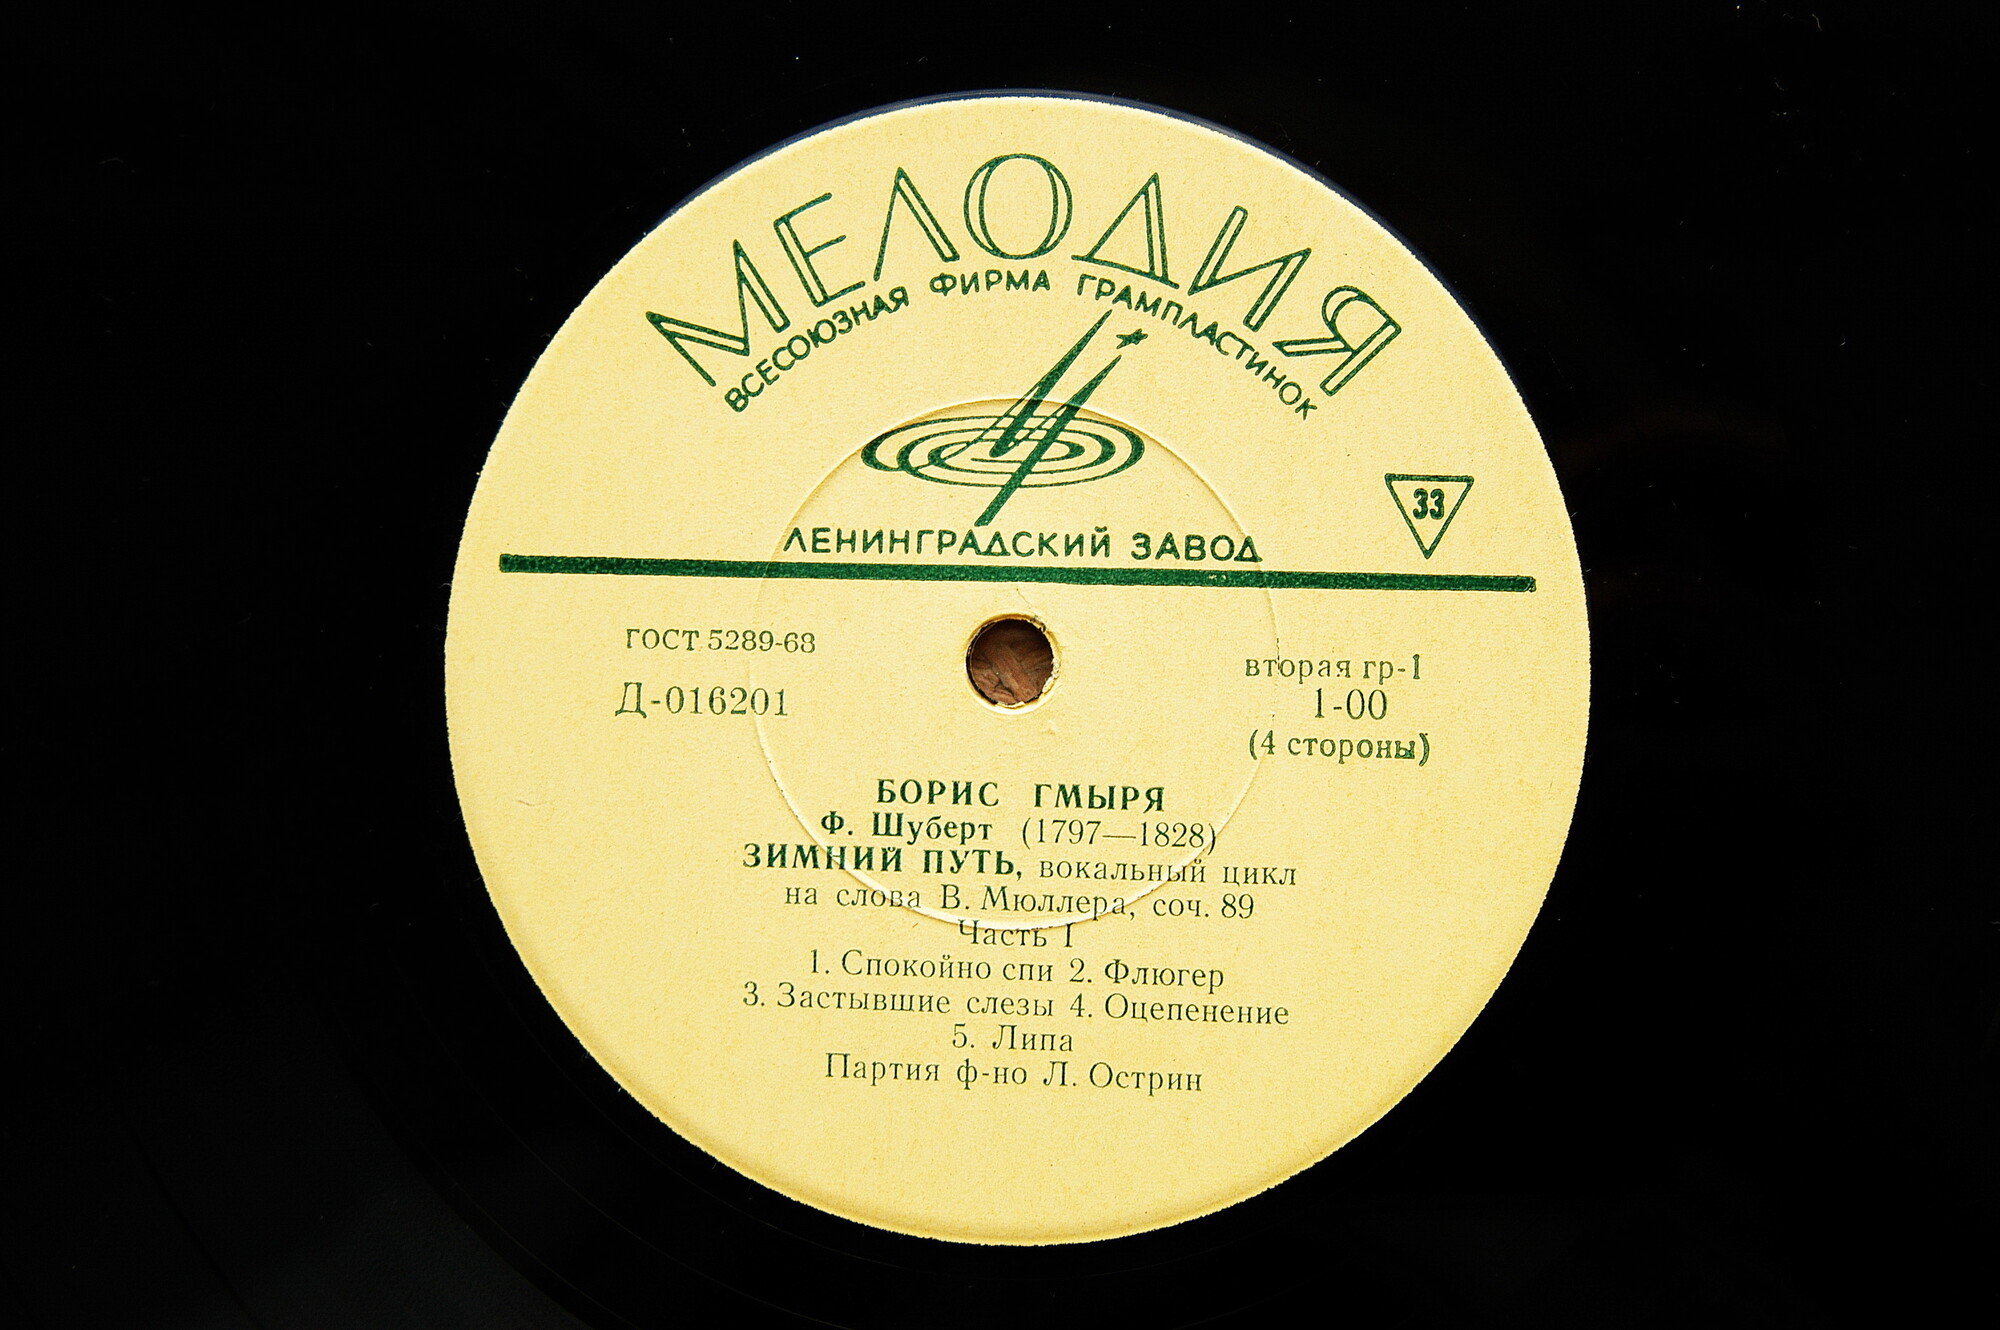 МЕЛОДИЯ
ВСЕСОЮЗНАЯ ФИРМА ГРАМПЛАСТИНОК
33
ЛЕНИНГРАДСКИЙ ЗАВОД
ГОСТ 5289-68
Д-016201
вторая гр-1
1-00
(4 стороны)
БОРИС ГМЫРЯ
Ф. Шуберт (1797—1828)
ЗИМНИЙ ПУТЬ, вокальный цикл
на слова В. Мюллера, соч. 89
Часть I
1. Спокойно спи 2. Флюгер
3. Застывшие слезы 4. Оцепенение
5. Липа
Партия ф-но Л. Острин